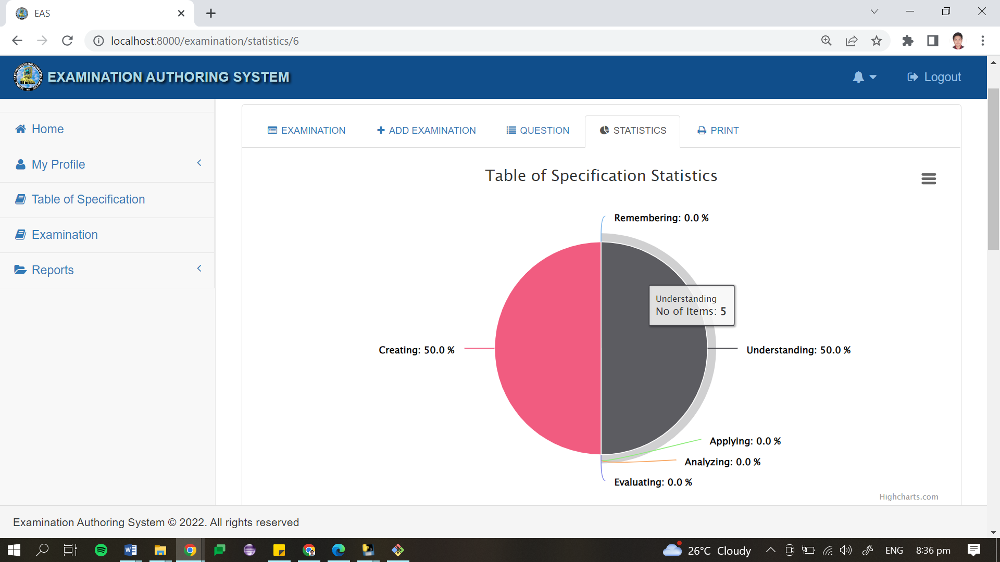 EAS
localhost:8000/examination/statistics/6
EXAMINATION AUTHORING SYSTEM
Logout
Home
My Profile
Table of Specification
Examination
Reports
EXAMINATION
ADD EXAMINATION
QUESTION
STATISTICS
PRINT
Table of Specification Statistics
Remembering: 0.0 %
Understanding
No of Items: 5
Creating: 50.0 %
Understanding: 50.0 %
Applying: 0.0 %
Analyzing: 0.0 %
Evaluating: 0.0 %
Highcharts.com
Examination Authoring System © 2022. All rights reserved
26°C Cloudy
ENG
8:36 pm